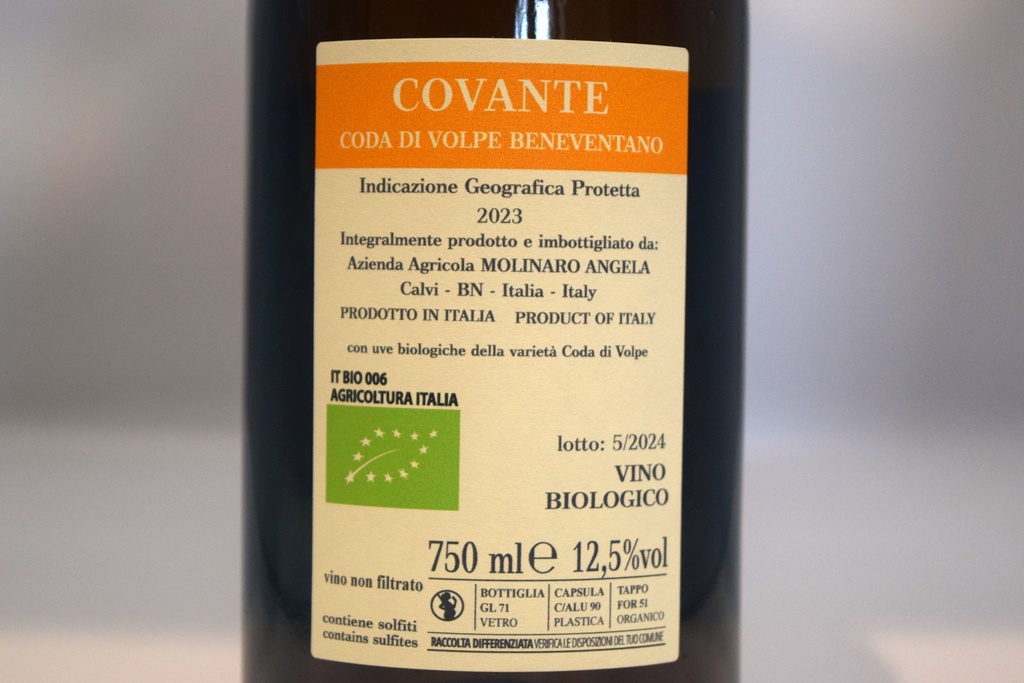 COVANTE
CODA DI VOLPE BENEVENTANO
Indicazione Geografica Protetta
2023
Integralmente prodotto e imbottigliato da:
Azienda Agricola MOLINARO ANGELA
Calvi - BN - Italia - Italy
PRODOTTO IN ITALIA PRODUCT OF ITALY
con uve biologiche della varietà Coda di Volpe
IT BIO 006
AGRICOLTURA ITALIA
lotto: 5/2024
VINO
BIOLOGICO
750 ml ℮ 12,5%vol
vino non filtrato
contiene solfiti
contains sulfites
BOTTIGLIA
GL 71
VETRO
CAPSULA
C/ALU 90
PLASTICA
TAPPO
FOR 51
ORGANICO
RACCOLTA DIFFERENZIATA VERIFICA LE DISPOSIZIONI DEL TUO COMUNE